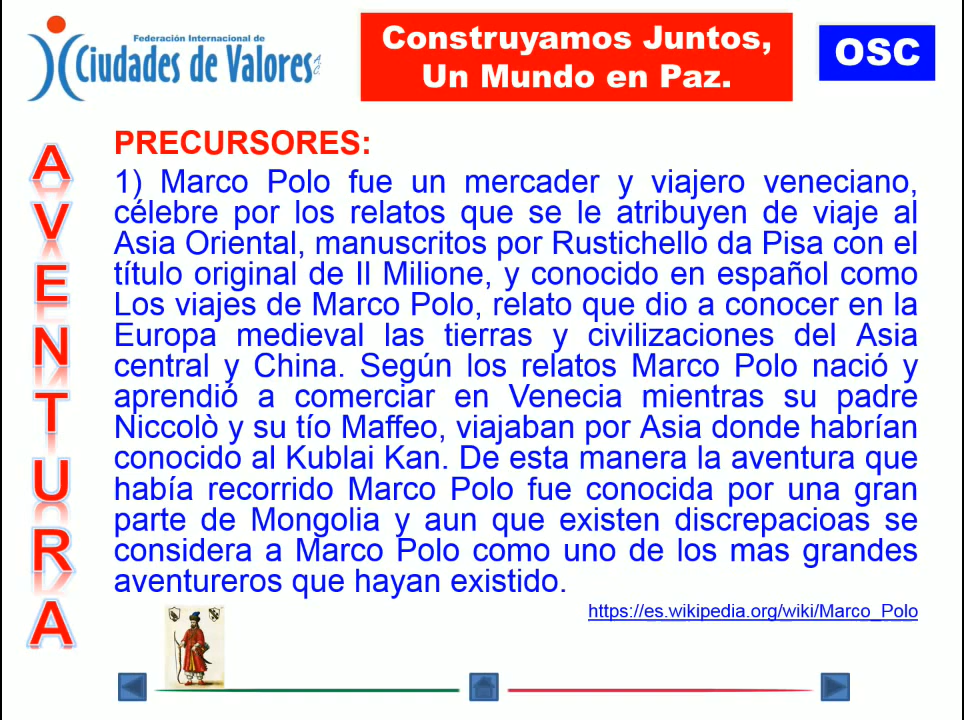 Federación Internacional de
Ciudades de Valores A.C.
Construyamos Juntos,
Un Mundo en Paz.
OSC
AVENTURA
PRECURSORES:
1) Marco Polo fue un mercader y viajero veneciano,
célebre por los relatos que se le atribuyen de viaje al
Asia Oriental, manuscritos por Rustichello da Pisa con el
título original de Il Milione, y conocido en español como
Los viajes de Marco Polo, relato que dio a conocer en la
Europa medieval las tierras y civilizaciones del Asia
central y China. Según los relatos Marco Polo nació y
aprendió a comerciar en Venecia mientras su padre
Niccolò y su tío Maffeo, viajaban por Asia donde habrían
conocido al Kublai Kan. De esta manera la aventura que
había recorrido Marco Polo fue conocida por una gran
parte de Mongolia y aun que existen discrepacioas se
considera a Marco Polo como uno de los mas grandes
aventureros que hayan existido.
https://es.wikipedia.org/wiki/Marco_Polo